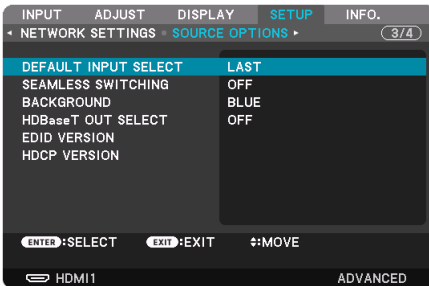 INPUT ADJUST DISPLAY SETUP INFO.
NETWORK SETTINGS • SOURCE OPTIONS 3/4
DEFAULT INPUT SELECT LAST
SEAMLESS SWITCHING OFF
BACKGROUND BLUE
HDBaseT OUT SELECT OFF
EDID VERSION
HDCP VERSION
ENTER :SELECT EXIT :EXIT :MOVE
HDMI1 ADVANCED